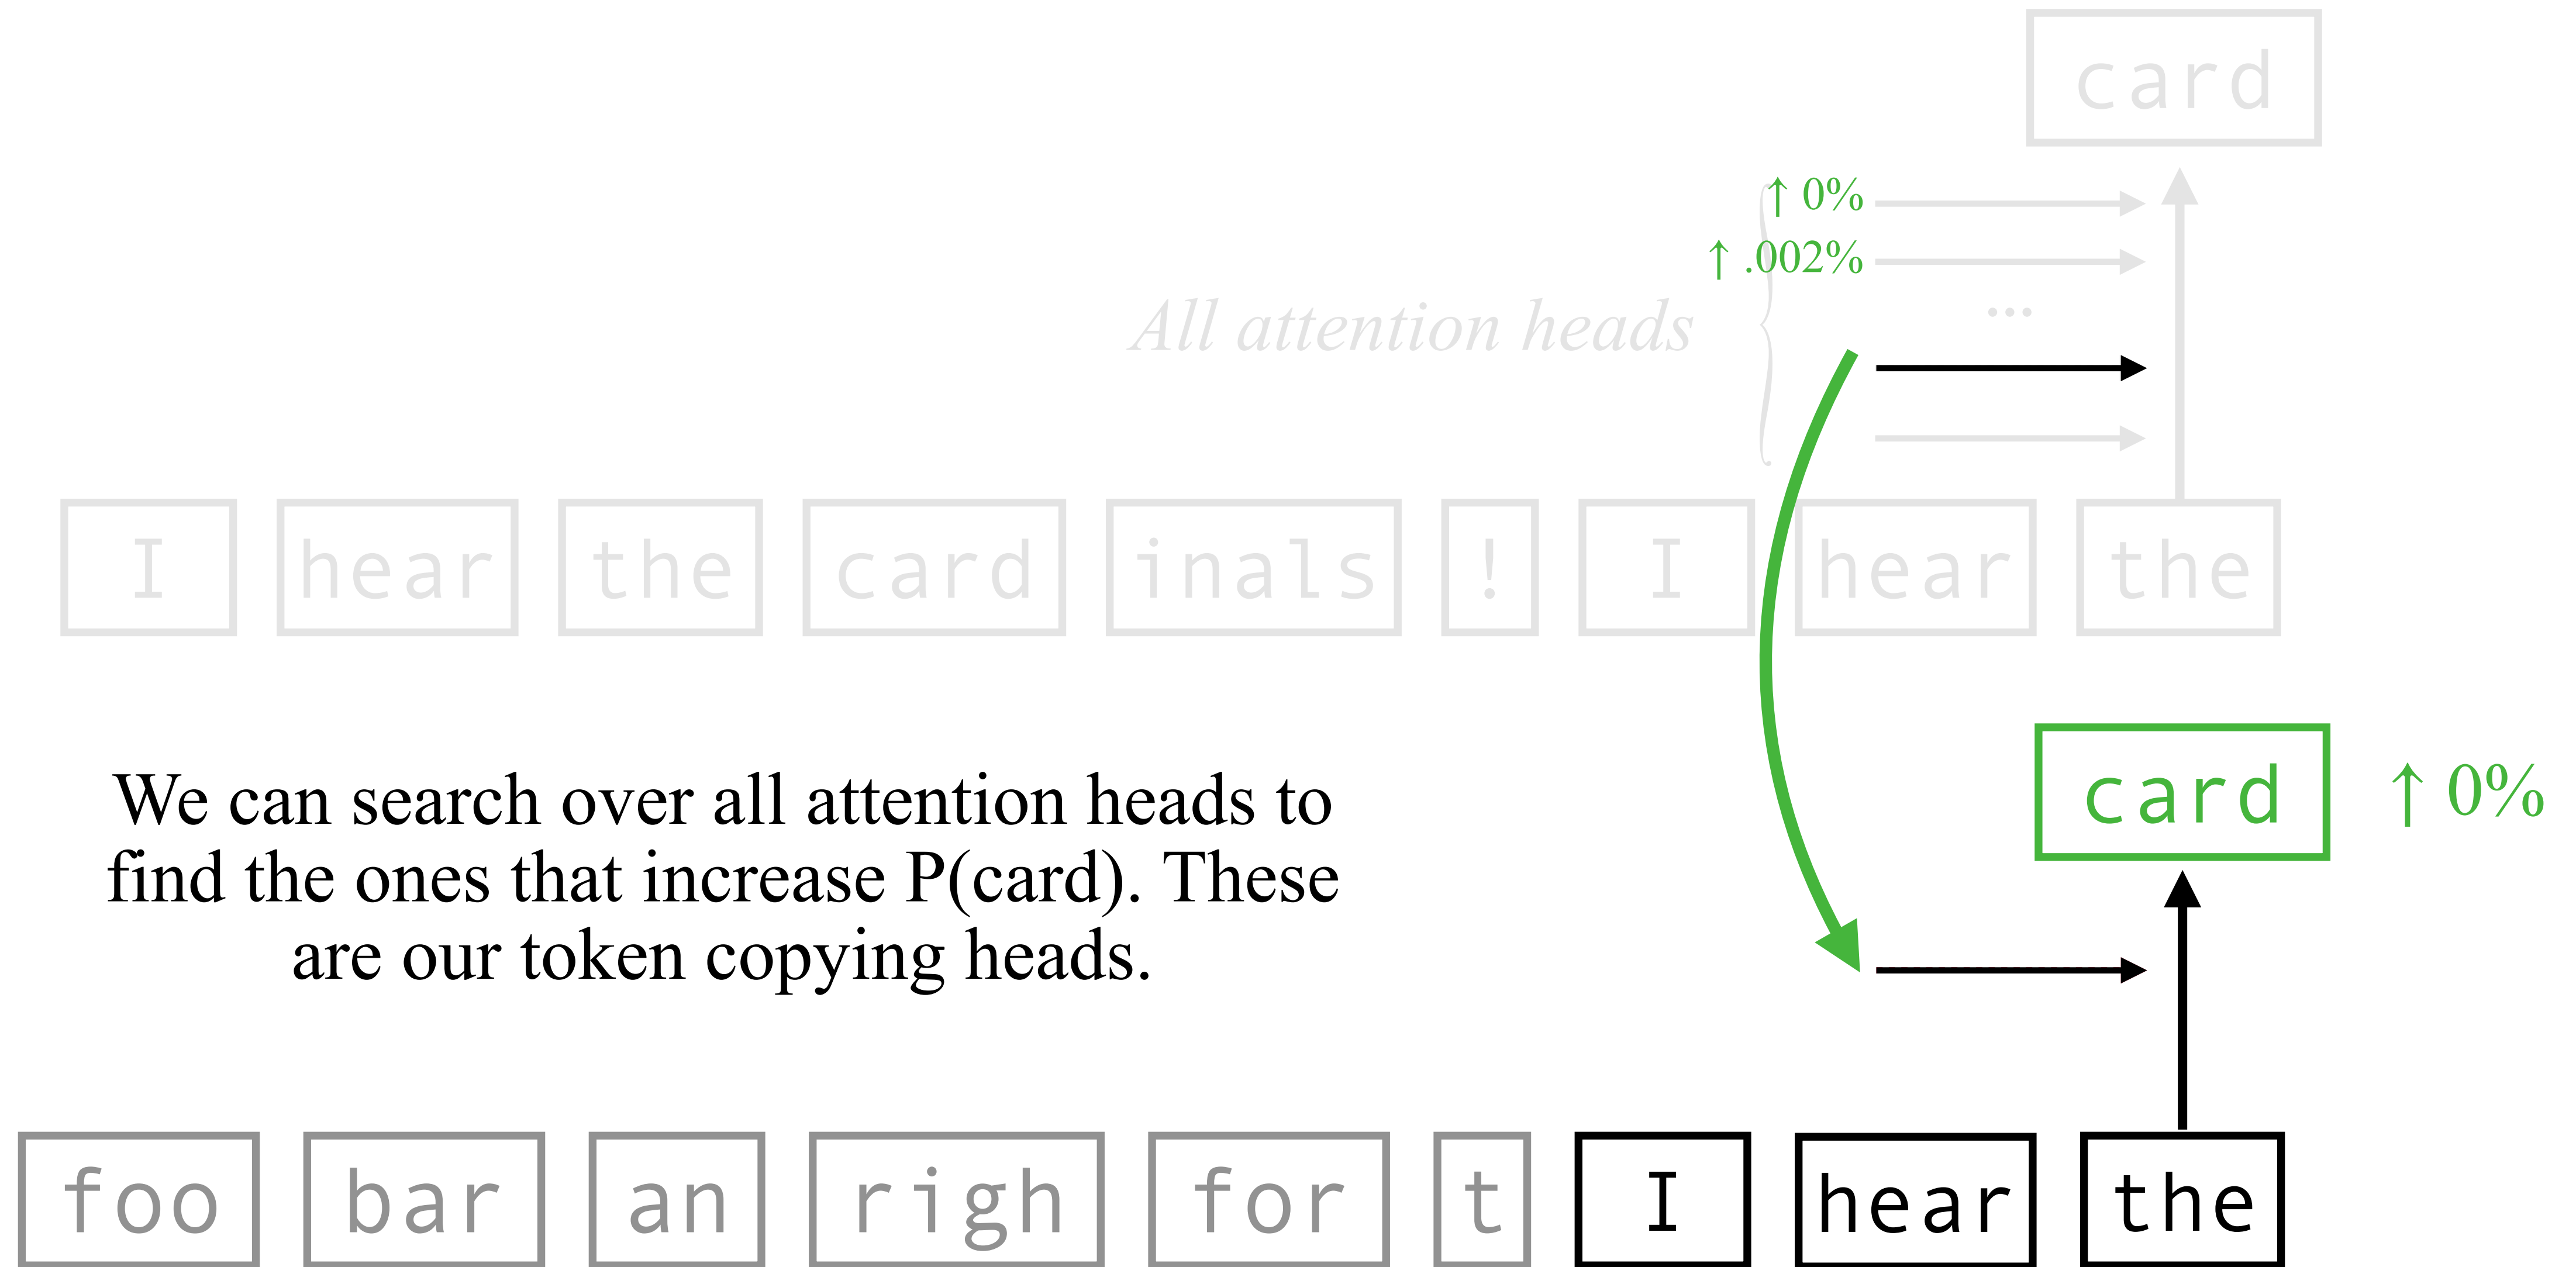 card
↑ 0%
↑ .002%
All attention heads
...
I hear the card inals ! I hear the
We can search over all attention heads to
find the ones that increase P(card). These
are our token copying heads.
card ↑ 0%
foo bar an righ for t I hear the